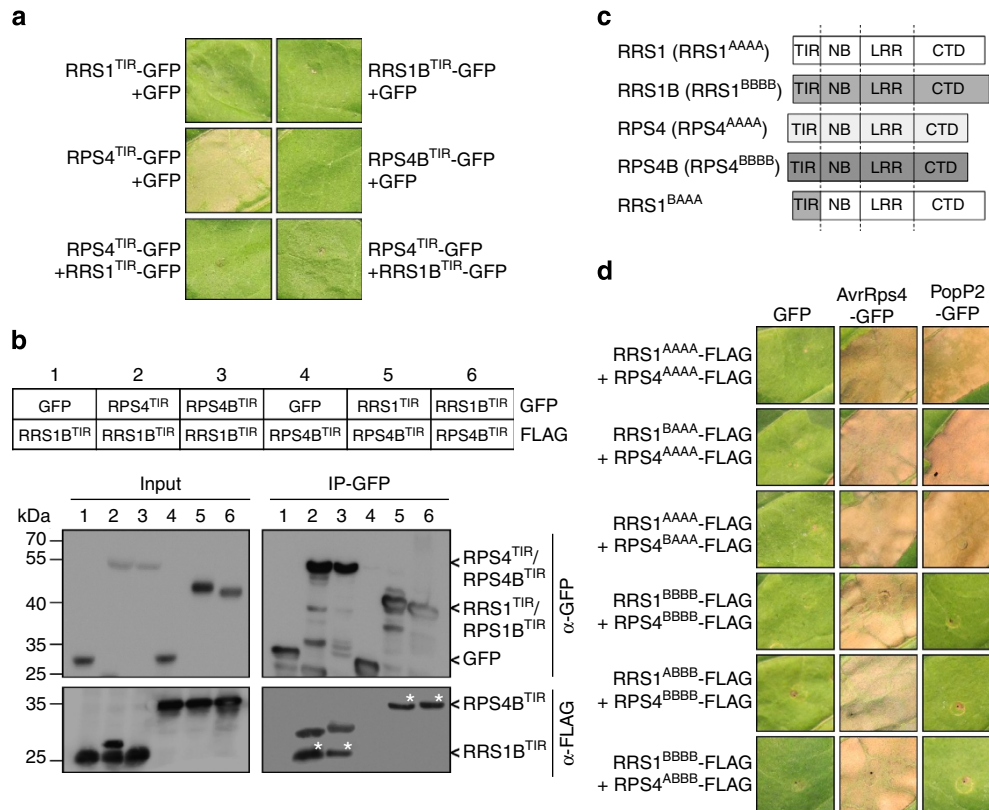 a
RRS1TIR-GFP
+GFP
RRS1BTIR-GFP
+GFP
RPS4TIR-GFP
+GFP
RPS4BTIR-GFP
+GFP
RPS4TIR-GFP
+RRS1TIR-GFP
RPS4TIR-GFP
+RRS1BTIR-GFP
b
1 2 3 4 5 6
GFP RPS4TIR RPS4BTIR GFP RRS1TIR RRS1BTIR GFP
RRS1BTIR RRS1BTIR RRS1BTIR RPS4BTIR RPS4BTIR RPS4BTIR FLAG
Input IP-GFP
kDa 1 2 3 4 5 6 1 2 3 4 5 6
70
55
40
35
25
RPS4TIR/
RPS4BTIR
RRS1TIR/
RPS1BTIR
GFP
α-GFP
35
25
* *
* *
RPS4BTIR
RRS1BTIR
α-FLAG
c
RRS1 (RRS1AAAA) TIR NB LRR CTD
RRS1B (RRS1BBBB) TIR NB LRR CTD
RPS4 (RPS4AAAA) TIR NB LRR CTD
RPS4B (RPS4BBBB) TIR NB LRR CTD
RRS1BAAA TIR NB LRR CTD
d
GFP AvrRps4 -GFP PopP2 -GFP
RRS1AAAA-FLAG
+ RPS4AAAA-FLAG
RRS1BAAA-FLAG
+ RPS4AAAA-FLAG
RRS1AAAA-FLAG
+ RPS4BAAA-FLAG
RRS1BBBB-FLAG
+ RPS4BBBB-FLAG
RRS1ABBB-FLAG
+ RPS4BBBB-FLAG
RRS1BBBB-FLAG
+ RPS4ABBB-FLAG